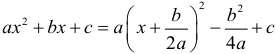 ax² + bx + c = a(x + b/2a)² − b²/4a + c